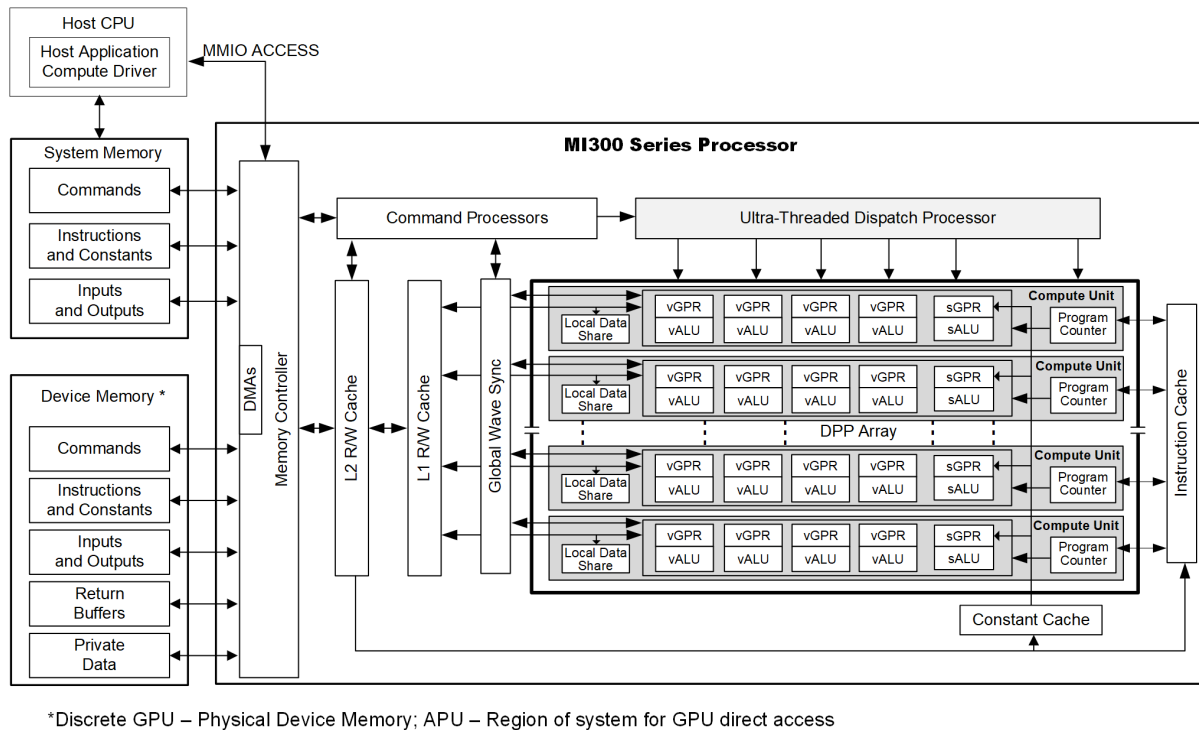 Host CPU
Host Application
Compute Driver
MMIO ACCESS
System Memory
Commands
Instructions
and Constants
Inputs
and Outputs
Device Memory *
Commands
Instructions
and Constants
Inputs
and Outputs
Return
Buffers
Private
Data
MI300 Series Processor
DMAs
Memory Controller
Command Processors
Ultra-Threaded Dispatch Processor
L2 R/W Cache
L1 R/W Cache
Global Wave Sync
Compute Unit
Local Data
Share
vGPR vGPR vGPR vGPR sGPR
vALU vALU vALU vALU sALU
Program
Counter
Compute Unit
Local Data
Share
vGPR vGPR vGPR vGPR sGPR
vALU vALU vALU vALU sALU
Program
Counter
DPP Array
Compute Unit
Local Data
Share
vGPR vGPR vGPR vGPR sGPR
vALU vALU vALU vALU sALU
Program
Counter
Compute Unit
Local Data
Share
vGPR vGPR vGPR vGPR sGPR
vALU vALU vALU vALU sALU
Program
Counter
Instruction Cache
Constant Cache
*Discrete GPU – Physical Device Memory; APU – Region of system for GPU direct access